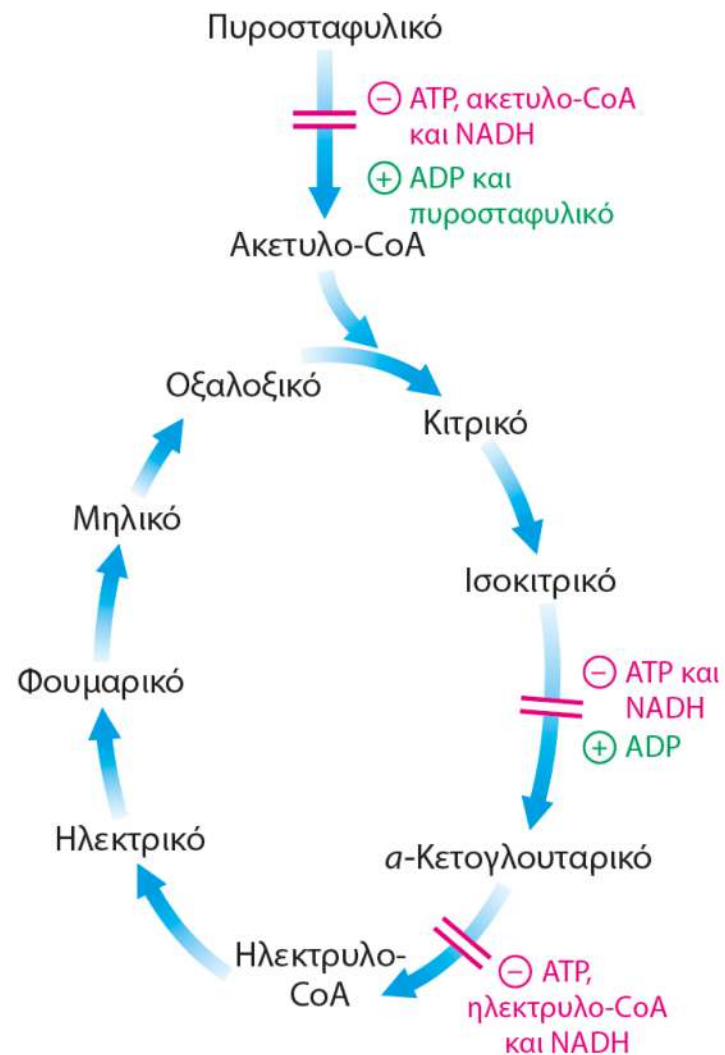 Πυροσταφυλικό
− ATP, ακετυλο-CoA
και NADH
+ ADP και
πυροσταφυλικό
Ακετυλο-CoA
Οξαλοξικό
Κιτρικό
Μηλικό
Ισοκιτρικό
Φουμαρικό
− ATP και
NADH
+ ADP
Ηλεκτρικό
α-Κετογλουταρικό
Ηλεκτρυλο-
CoA
− ATP,
ηλεκτρυλο-CoA
και NADH